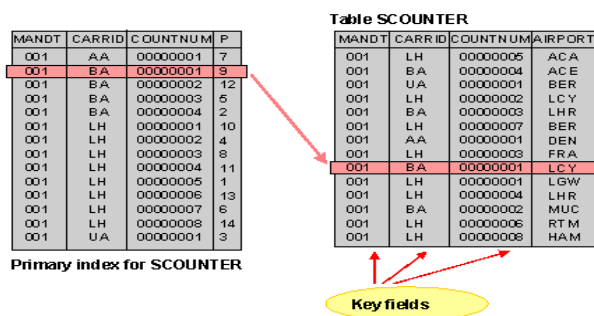 MANDT CARRID COUNTNUM P
001 AA 00000001 7
001 BA 00000001 9
001 BA 00000002 12
001 BA 00000003 5
001 BA 00000004 2
001 LH 00000001 10
001 LH 00000002 4
001 LH 00000003 8
001 LH 00000004 11
001 LH 00000005 1
001 LH 00000006 13
001 LH 00000007 6
001 LH 00000008 14
001 UA 00000001 3
Primary index for SCOUNTER
Table SCOUNTER
MANDT CARRID COUNTNUM AIRPORT
001 LH 00000005 ACA
001 BA 00000004 ACE
001 UA 00000001 BER
001 LH 00000002 LCY
001 BA 00000003 LHR
001 LH 00000007 BER
001 AA 00000001 DEN
001 LH 00000003 FRA
001 BA 00000001 LCY
001 LH 00000001 LGW
001 LH 00000004 LHR
001 BA 00000002 MUC
001 LH 00000006 RTM
001 LH 00000008 HAM
Key fields